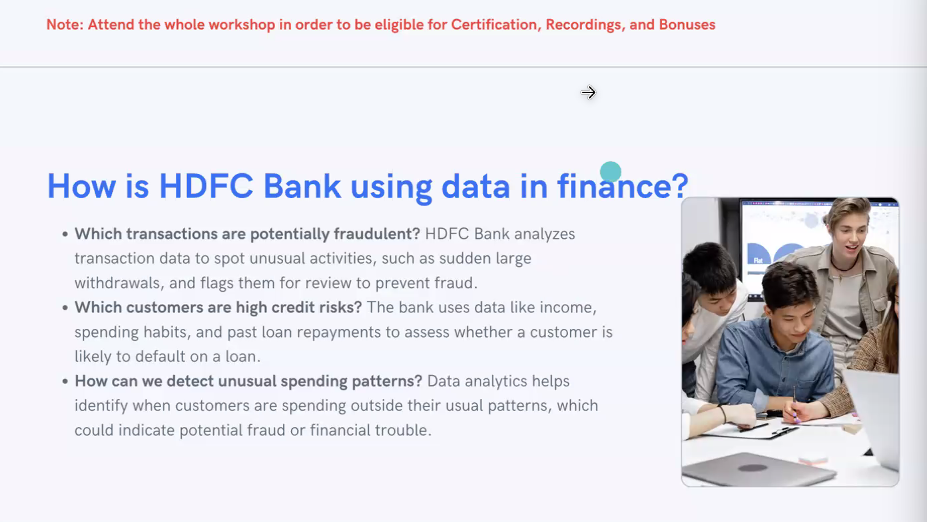 Note: Attend the whole workshop in order to be eligible for Certification, Recordings, and Bonuses
How is HDFC Bank using data in finance?
• Which transactions are potentially fraudulent? HDFC Bank analyzes
transaction data to spot unusual activities, such as sudden large
withdrawals, and flags them for review to prevent fraud.
• Which customers are high credit risks? The bank uses data like income,
spending habits, and past loan repayments to assess whether a customer is
likely to default on a loan.
• How can we detect unusual spending patterns? Data analytics helps
identify when customers are spending outside their usual patterns, which
could indicate potential fraud or financial trouble.